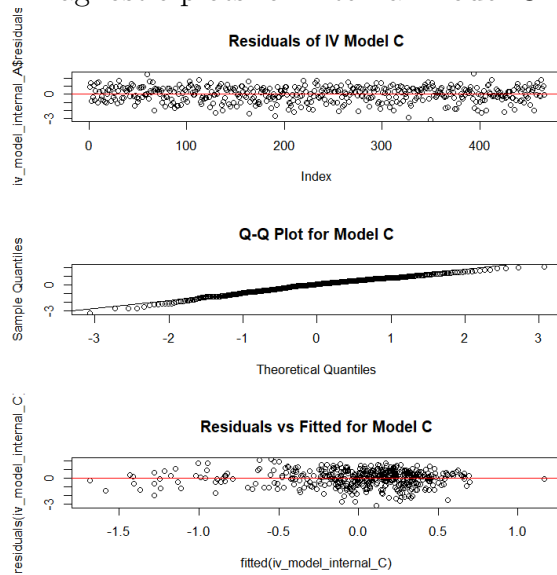 Residuals of IV Model C
iv_model_internal_A$residuals
0
-3
0 100 200 300 400
Index
Q-Q Plot for Model C
Sample Quantiles
0
-3
-3 -2 -1 0 1 2 3
Theoretical Quantiles
Residuals vs Fitted for Model C
residuals(iv_model_internal_C)
0
-3
-1.5 -1.0 -0.5 0.0 0.5 1.0
fitted(iv_model_internal_C)